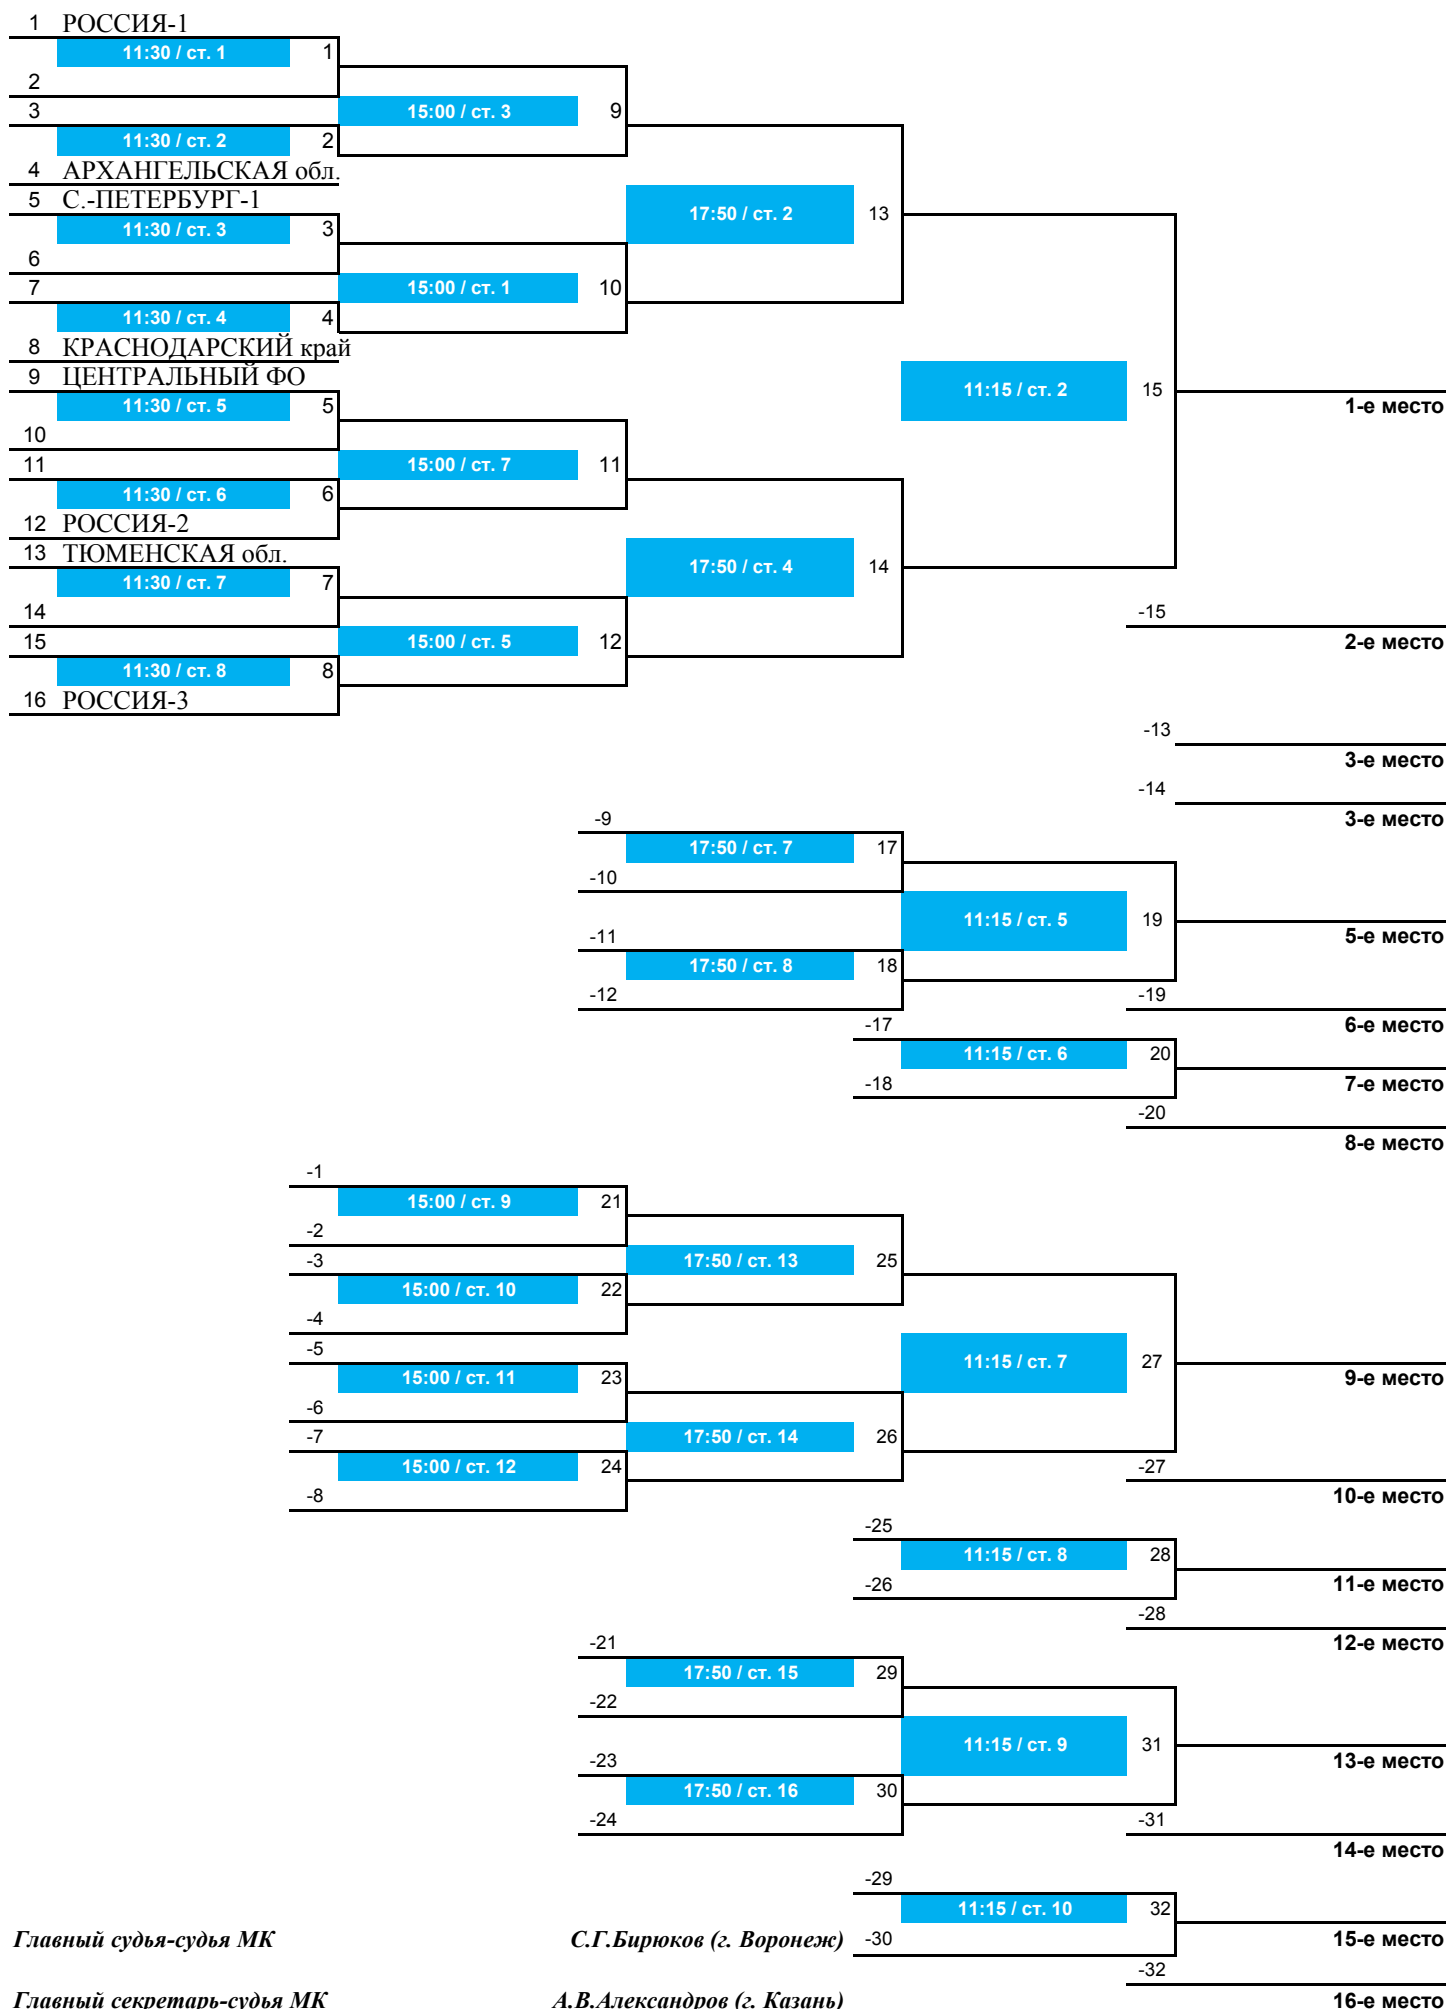 1 РОССИЯ-1
11:30 / ст. 1 1
2
3 15:00 / ст. 3 9
11:30 / ст. 2 2
4 АРХАНГЕЛЬСКАЯ обл.
5 С.-ПЕТЕРБУРГ-1
17:50 / ст. 2 13
11:30 / ст. 3 3
6
7 15:00 / ст. 1 10
11:30 / ст. 4 4
8 КРАСНОДАРСКИЙ край
9 ЦЕНТРАЛЬНЫЙ ФО
11:15 / ст. 2 15
11:30 / ст. 5 5 1-е место
10
11 15:00 / ст. 7 11
11:30 / ст. 6 6
12 РОССИЯ-2
13 ТЮМЕНСКАЯ обл.
17:50 / ст. 4 14
11:30 / ст. 7 7
14 -15
15 15:00 / ст. 5 12 2-е место
11:30 / ст. 8 8
16 РОССИЯ-3
-13
3-е место
-14
-9 3-е место
17:50 / ст. 7 17
-10
11:15 / ст. 5 19
-11 5-е место
17:50 / ст. 8 18
-12 -19
-17 6-е место
11:15 / ст. 6 20
-18 7-е место
-20
8-е место
-1
15:00 / ст. 9 21
-2
-3 17:50 / ст. 13 25
15:00 / ст. 10 22
-4
-5
11:15 / ст. 7 27
15:00 / ст. 11 23 9-е место
-6
-7 17:50 / ст. 14 26
15:00 / ст. 12 24 -27
-8 10-е место
-25
11:15 / ст. 8 28
-26 11-е место
-28
-21 12-е место
17:50 / ст. 15 29
-22
11:15 / ст. 9 31
-23 13-е место
17:50 / ст. 16 30
-24 -31
14-е место
-29
11:15 / ст. 10 32
Главный судья-судья МК С.Г.Бирюков (г. Воронеж) -30 15-е место
-32
Главный секретарь-судья МК А.В.Александров (г. Казань) 16-е место